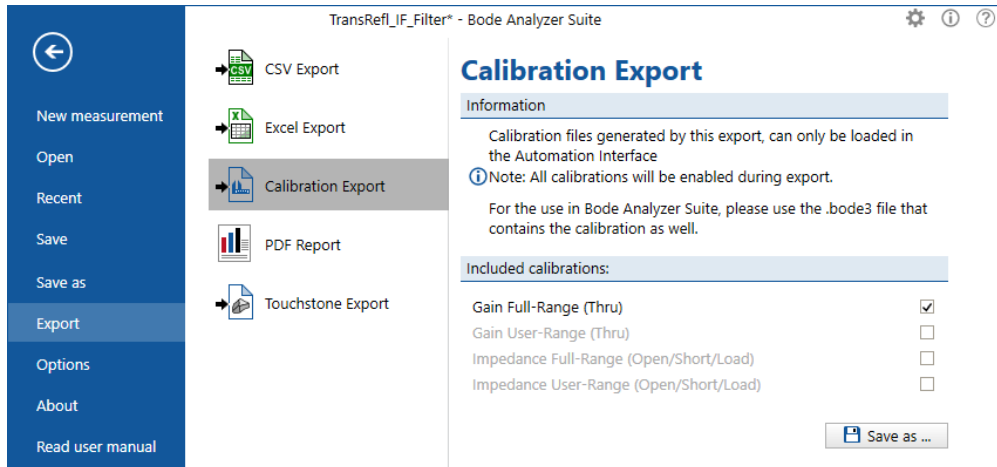 TransRefl_IF_Filter* - Bode Analyzer Suite
New measurement
Open
Recent
Save
Save as
Export
Options
About
Read user manual
CSV
CSV Export
Excel Export
Calibration Export
PDF Report
Touchstone Export
Calibration Export
Information
Calibration files generated by this export, can only be loaded in
the Automation Interface
Note: All calibrations will be enabled during export.
For the use in Bode Analyzer Suite, please use the .bode3 file that
contains the calibration as well.
Included calibrations:
Gain Full-Range (Thru)
Gain User-Range (Thru)
Impedance Full-Range (Open/Short/Load)
Impedance User-Range (Open/Short/Load)
Save as ...